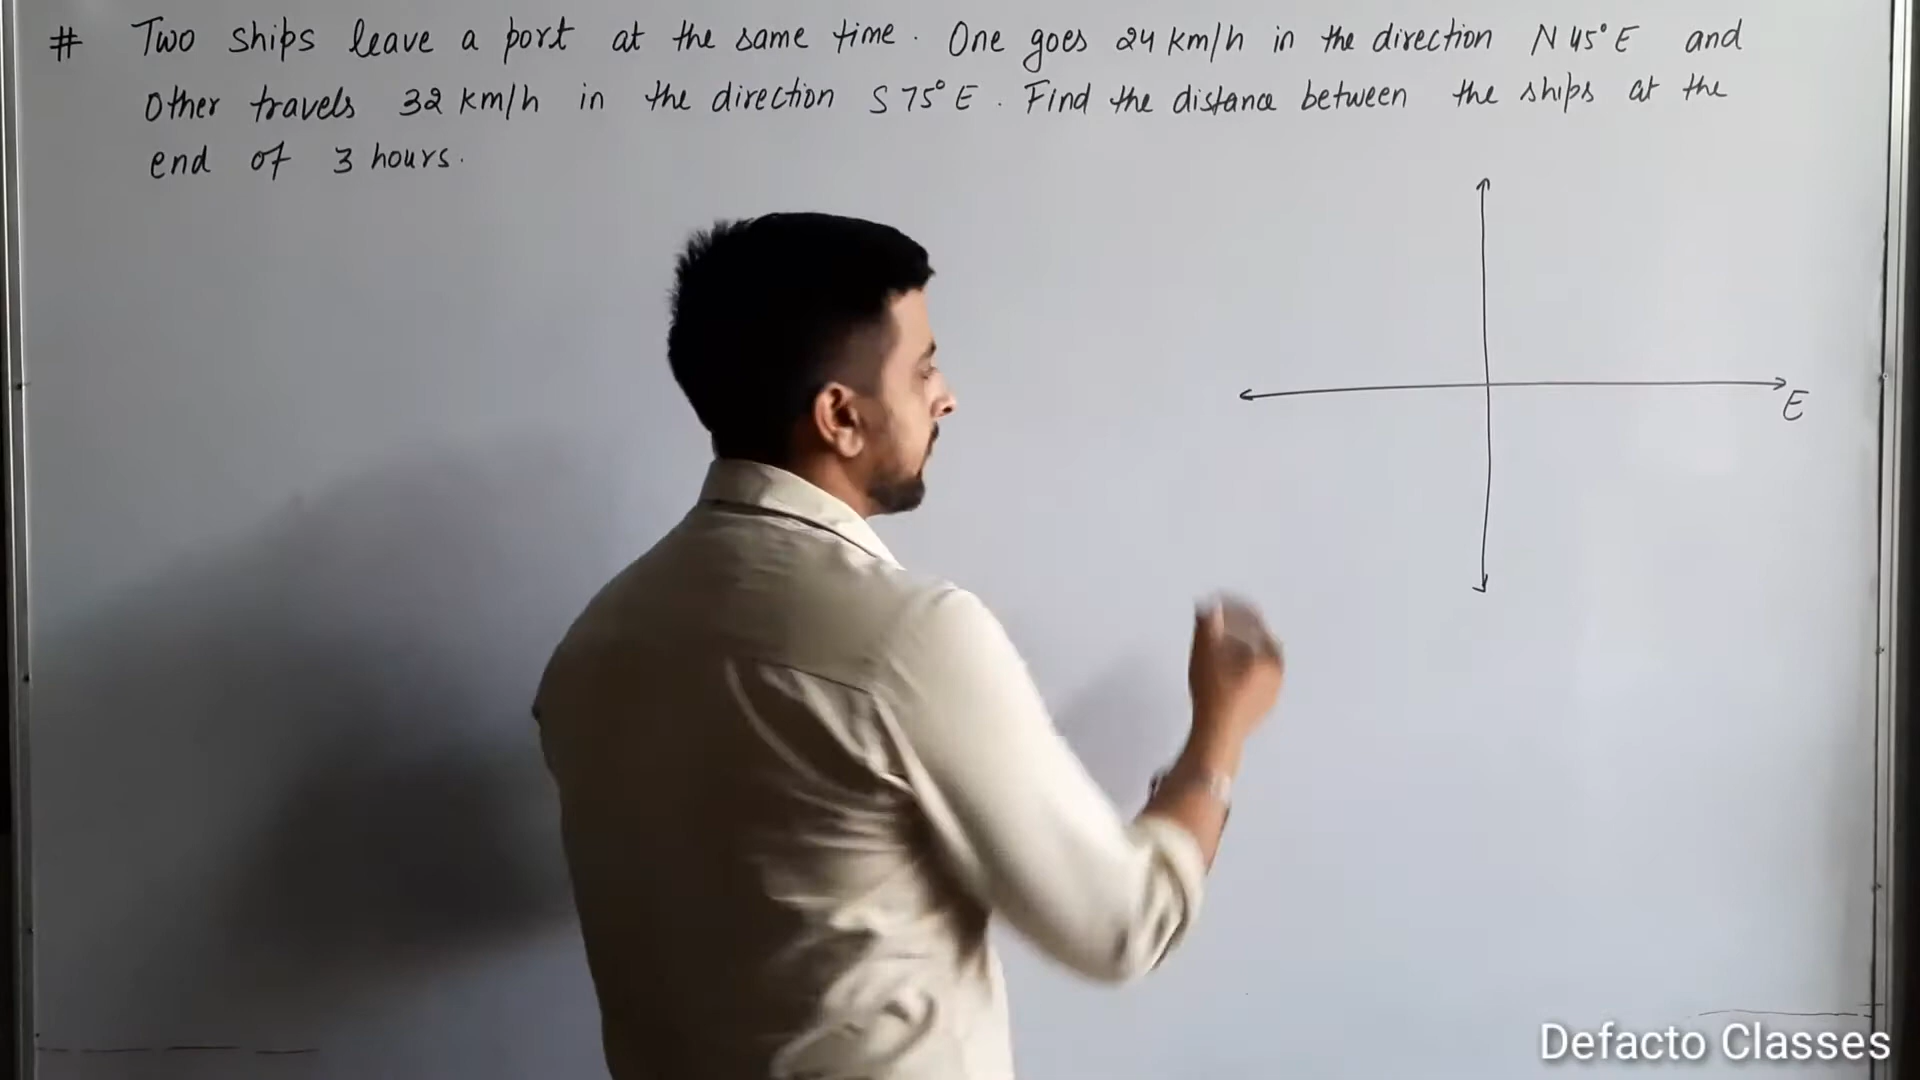 # Two ships leave a port at the same time. One goes 24 km/h in the direction N 45° E and
other travels 32 km/h in the direction S 75° E. Find the distance between the ships at the
end of 3 hours.
E
Defacto Classes